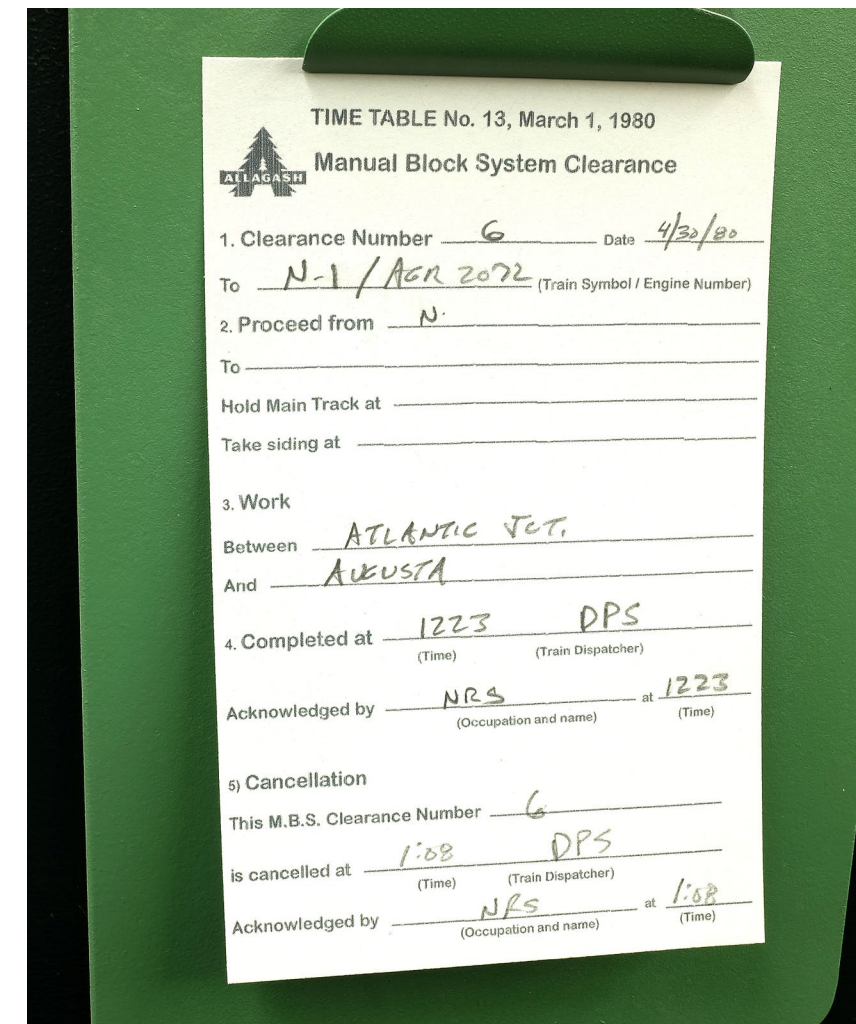 TIME TABLE No. 13, March 1, 1980
ALLAGASH
Manual Block System Clearance
1. Clearance Number 6 Date 4/30/80
To N-1 / AGR 2072 (Train Symbol / Engine Number)
2. Proceed from N.
To
Hold Main Track at
Take siding at
3. Work
Between ATLANTIC JCT.
And AUGUSTA
4. Completed at 1223 DPS
(Time) (Train Dispatcher)
Acknowledged by NRS at 1223
(Occupation and name) (Time)
5) Cancellation
This M.B.S. Clearance Number 6
is cancelled at 1:08 DPS
(Time) (Train Dispatcher)
Acknowledged by NRS at 1:08
(Occupation and name) (Time)